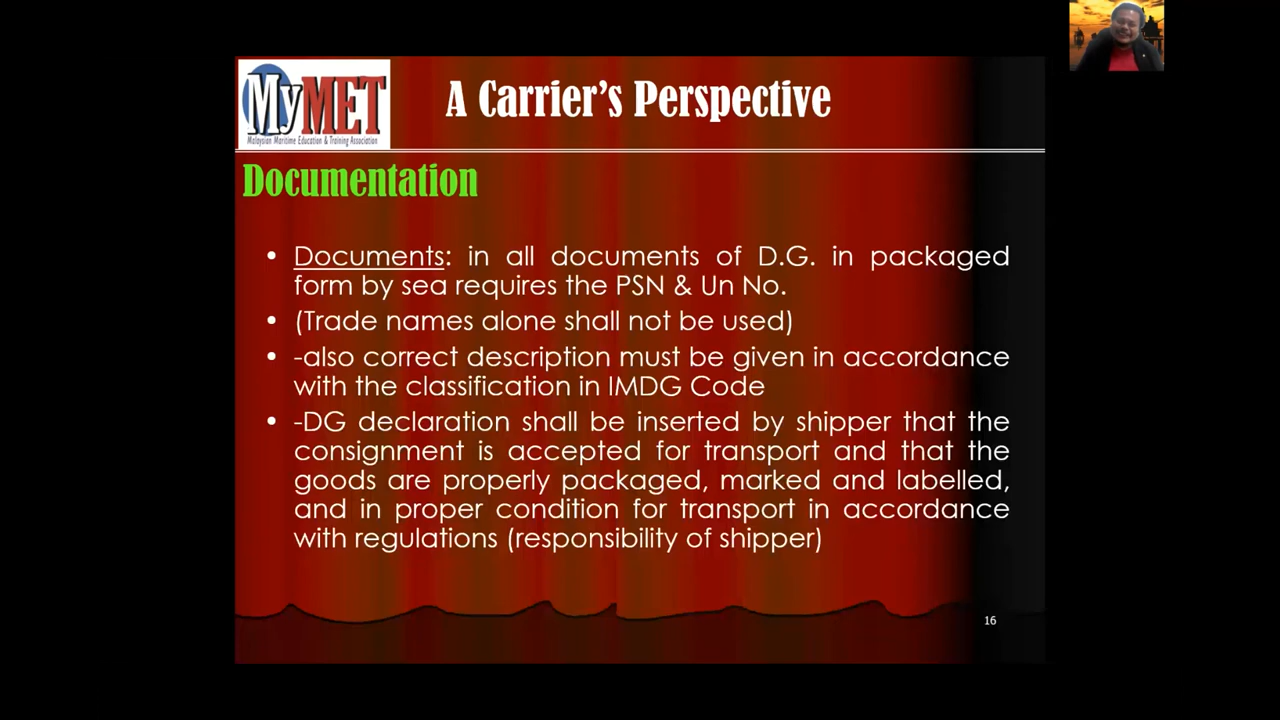 MyMET
Malaysian Maritime Education & Training Association
A Carrier's Perspective
Documentation
• Documents: in all documents of D.G. in packaged
form by sea requires the PSN & Un No.
• (Trade names alone shall not be used)
• -also correct description must be given in accordance
with the classification in IMDG Code
• -DG declaration shall be inserted by shipper that the
consignment is accepted for transport and that the
goods are properly packaged, marked and labelled,
and in proper condition for transport in accordance
with regulations (responsibility of shipper)
16